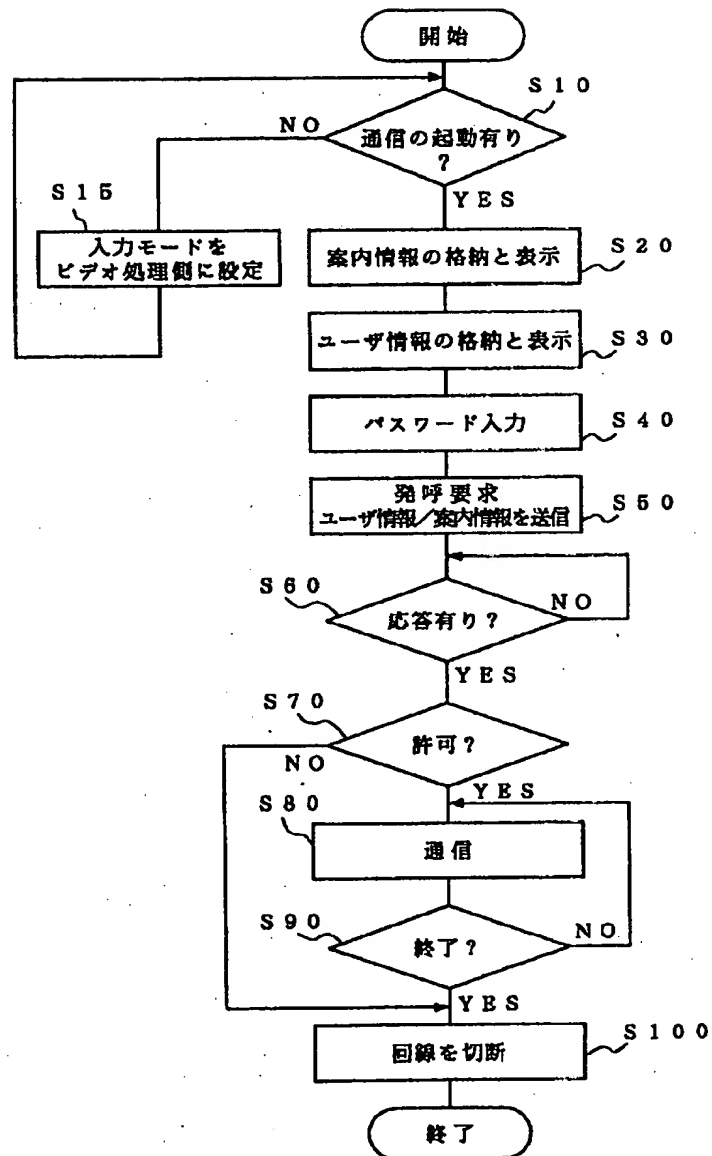 開始
S10
NO
通信の起動有り
?
YES
S15
入力モードを
ビデオ処理側に設定
案内情報の格納と表示
S20
ユーザ情報の格納と表示
S30
パスワード入力
S40
発呼要求
ユーザ情報/案内情報を送信
S50
S60
応答有り?
NO
YES
S70
許可?
NO
YES
S80
通信
S90
終了?
NO
YES
回線を切断
S100
終了